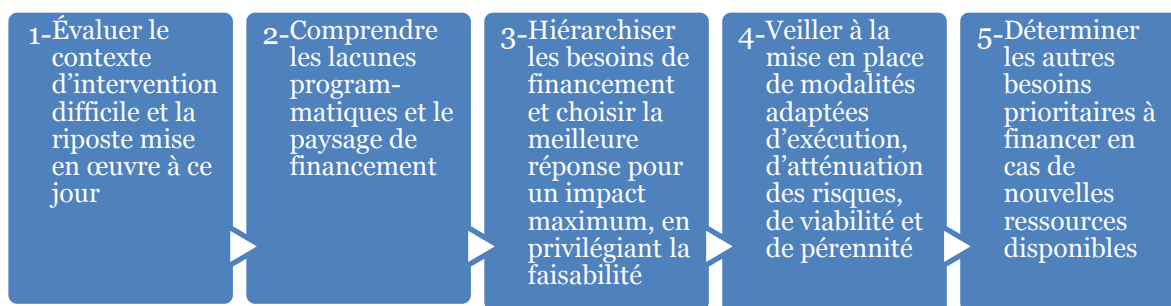 1-Évaluer le
contexte
d'intervention
difficile et la
riposte mise
en œuvre à ce
jour
2-Comprendre
les lacunes
program-
matiques et le
paysage de
financement
3-Hiérarchiser
les besoins de
financement
et choisir la
meilleure
réponse pour
un impact
maximum, en
privilégiant la
faisabilité
4-Veiller à la
mise en place
de modalités
adaptées
d'exécution,
d'atténuation
des risques,
de viabilité et
de pérennité
5-Déterminer
les autres
besoins
prioritaires à
financer en
cas de
nouvelles
ressources
disponibles